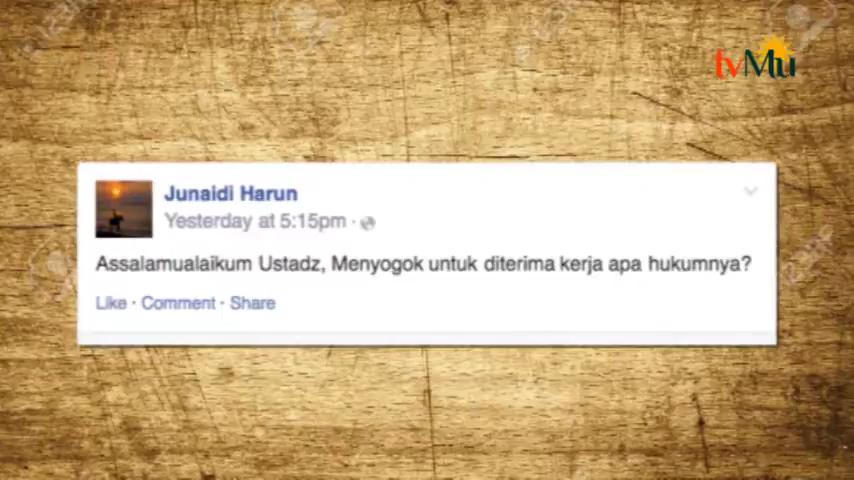 tvMu
Junaidi Harun
Yesterday at 5:15pm ·
Assalamualaikum Ustadz, Menyogok untuk diterima kerja apa hukumnya?
Like · Comment · Share